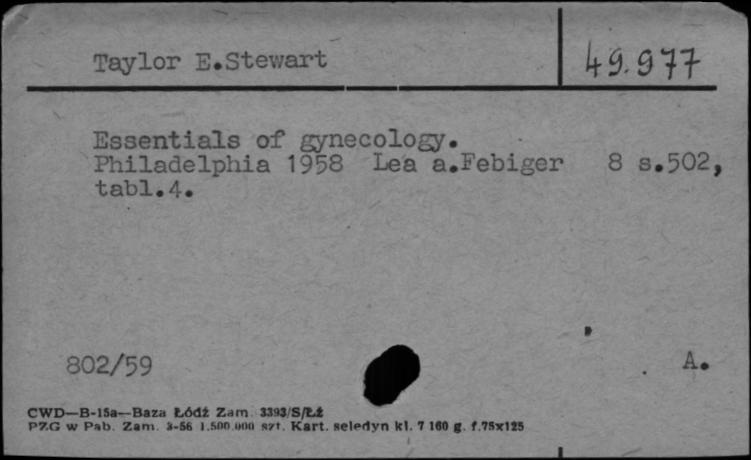 Taylor E.Stewart
49.977
Essentials of gynecology.
Philadelphia 1958 Lea a.Febiger 8 s.502,
tabl.4.
802/59
A.
CWD—B-15a—Baza Łódź Zam. 3393/S/Łź
PZG w Pab. Zam. 3-56 1.500.000 szt. Kart. seledyn kl. 7 160 g. f.75x125